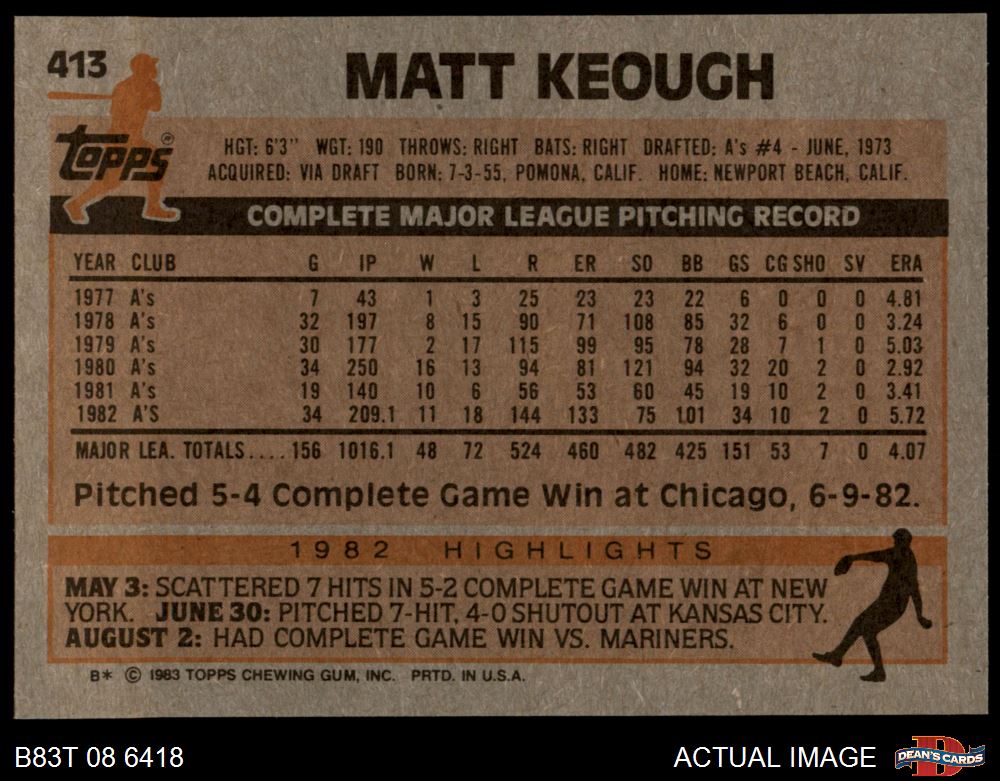 413
MATT KEOUGH
topps®
HGT: 6'3" WGT: 190 THROWS: RIGHT BATS: RIGHT DRAFTED: A's #4 - JUNE, 1973
ACQUIRED: VIA DRAFT BORN: 7-3-55, POMONA, CALIF. HOME: NEWPORT BEACH, CALIF.
COMPLETE MAJOR LEAGUE PITCHING RECORD
YEAR CLUB G IP W L R ER SO BB GS CG SHO SV ERA
1977 A's 7 43 1 3 25 23 23 22 6 0 0 0 4.81
1978 A's 32 197 8 15 90 71 108 85 32 6 0 0 3.24
1979 A's 30 177 2 17 115 99 95 78 28 7 1 0 5.03
1980 A's 34 250 16 13 94 81 121 94 32 20 2 0 2.92
1981 A's 19 140 10 6 56 53 60 45 19 10 2 0 3.41
1982 A'S 34 209.1 11 18 144 133 75 101 34 10 2 0 5.72
MAJOR LEA. TOTALS.... 156 1016.1 48 72 524 460 482 425 151 53 7 0 4.07
Pitched 5-4 Complete Game Win at Chicago, 6-9-82.
1982 HIGHLIGHTS
MAY 3: SCATTERED 7 HITS IN 5-2 COMPLETE GAME WIN AT NEW
YORK. JUNE 30: PITCHED 7-HIT, 4-0 SHUTOUT AT KANSAS CITY.
AUGUST 2: HAD COMPLETE GAME WIN VS. MARINERS.
B* © 1983 TOPPS CHEWING GUM, INC. PRTD. IN U.S.A.
B83T 08 6418
ACTUAL IMAGE
D
DEAN'S CARDS